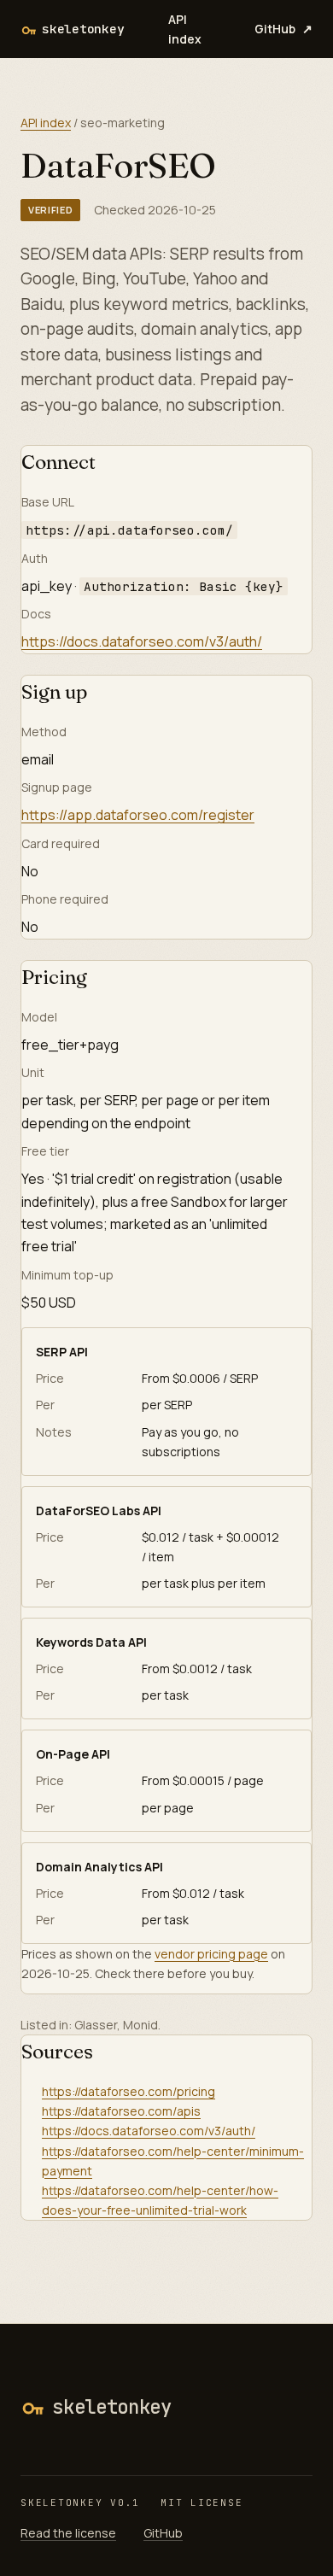 skeletonkey
API
index
GitHub ↗
API index / seo-marketing
DataForSEO
VERIFIED
Checked 2026-10-25
SEO/SEM data APIs: SERP results from
Google, Bing, YouTube, Yahoo and
Baidu, plus keyword metrics, backlinks,
on-page audits, domain analytics, app
store data, business listings and
merchant product data. Prepaid pay-
as-you-go balance, no subscription.
Connect
Base URL
https://api.dataforseo.com/
Auth
api_key · Authorization: Basic {key}
Docs
https://docs.dataforseo.com/v3/auth/
Sign up
Method
email
Signup page
https://app.dataforseo.com/register
Card required
No
Phone required
No
Pricing
Model
free_tier+payg
Unit
per task, per SERP, per page or per item
depending on the endpoint
Free tier
Yes · '$1 trial credit' on registration (usable
indefinitely), plus a free Sandbox for larger
test volumes; marketed as an 'unlimited
free trial'
Minimum top-up
$50 USD
SERP API
Price From $0.0006 / SERP
Per per SERP
Notes Pay as you go, no
subscriptions
DataForSEO Labs API
Price $0.012 / task + $0.00012
/ item
Per per task plus per item
Keywords Data API
Price From $0.0012 / task
Per per task
On-Page API
Price From $0.00015 / page
Per per page
Domain Analytics API
Price From $0.012 / task
Per per task
Prices as shown on the vendor pricing page on
2026-10-25. Check there before you buy.
Listed in: Glasser, Monid.
Sources
https://dataforseo.com/pricing
https://dataforseo.com/apis
https://docs.dataforseo.com/v3/auth/
https://dataforseo.com/help-center/minimum-
payment
https://dataforseo.com/help-center/how-
does-your-free-unlimited-trial-work
skeletonkey
SKELETONKEY V0.1 MIT LICENSE
Read the license GitHub